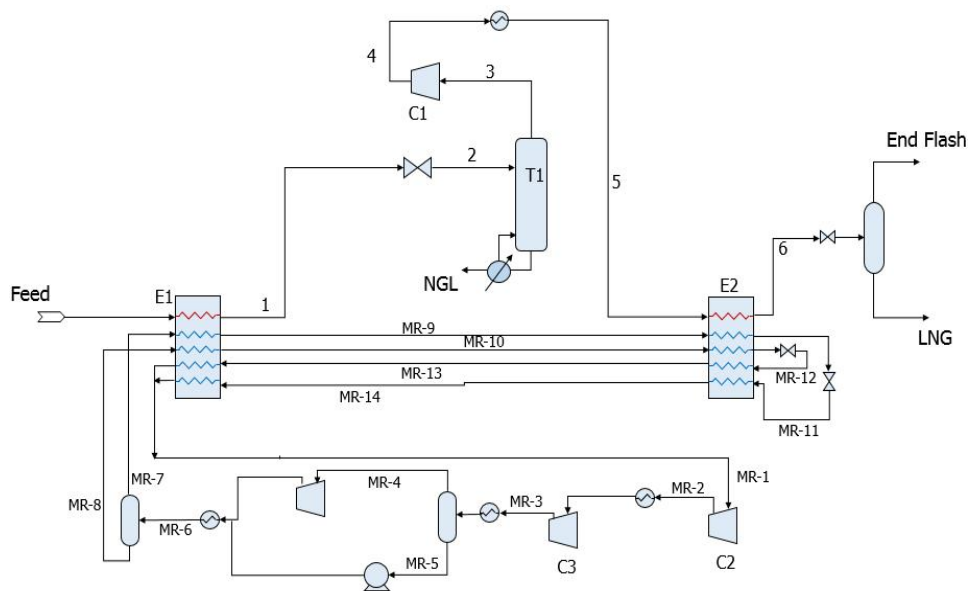 4
3
C1
End Flash
2
T1
5
6
NGL
E2
Feed
E1
1
MR-9
LNG
MR-10
MR-13
MR-12
MR-14
MR-11
MR-4
MR-1
MR-7
MR-2
MR-8
MR-3
MR-6
MR-5
C3
C2